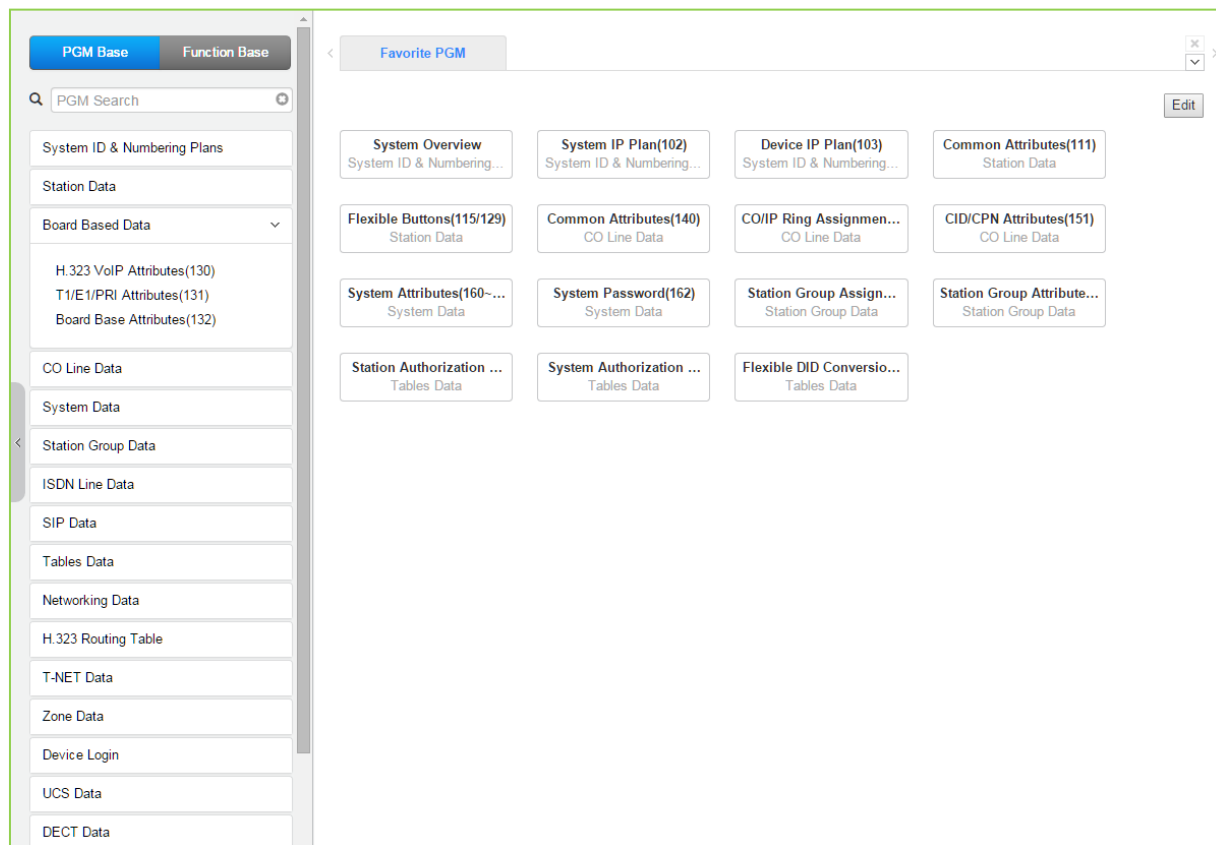 PGM Base
Function Base
PGM Search
System ID & Numbering Plans
Station Data
Board Based Data
H.323 VoIP Attributes(130)
T1/E1/PRI Attributes(131)
Board Base Attributes(132)
CO Line Data
System Data
Station Group Data
ISDN Line Data
SIP Data
Tables Data
Networking Data
H.323 Routing Table
T-NET Data
Zone Data
Device Login
UCS Data
DECT Data
Favorite PGM
Edit
System Overview
System ID & Numbering...
System IP Plan(102)
System ID & Numbering...
Device IP Plan(103)
System ID & Numbering...
Common Attributes(111)
Station Data
Flexible Buttons(115/129)
Station Data
Common Attributes(140)
CO Line Data
CO/IP Ring Assignmen...
CO Line Data
CID/CPN Attributes(151)
CO Line Data
System Attributes(160~...
System Data
System Password(162)
System Data
Station Group Assign...
Station Group Data
Station Group Attribute...
Station Group Data
Station Authorization ...
Tables Data
System Authorization ...
Tables Data
Flexible DID Conversio...
Tables Data